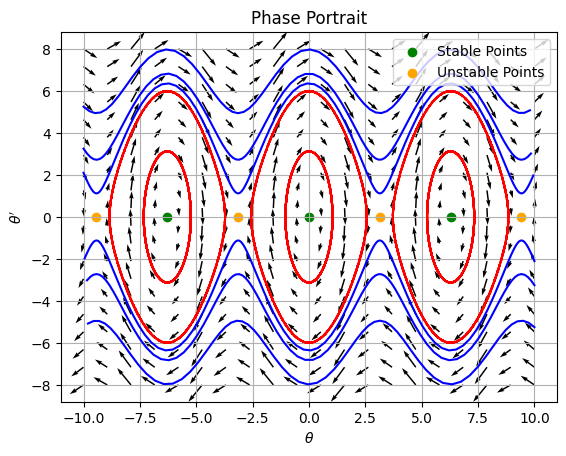 Phase Portrait
Stable Points
Unstable Points
θ′
8
6
4
2
0
−2
−4
−6
−8
−10.0 −7.5 −5.0 −2.5 0.0 2.5 5.0 7.5 10.0
θ